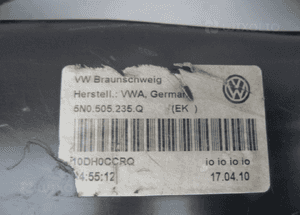 VW Braunschweig
Herstell.: VWA, German
5N0.505.235.Q (EK )
0DH0CCRQ io io io io
4:55:12 17.04.10